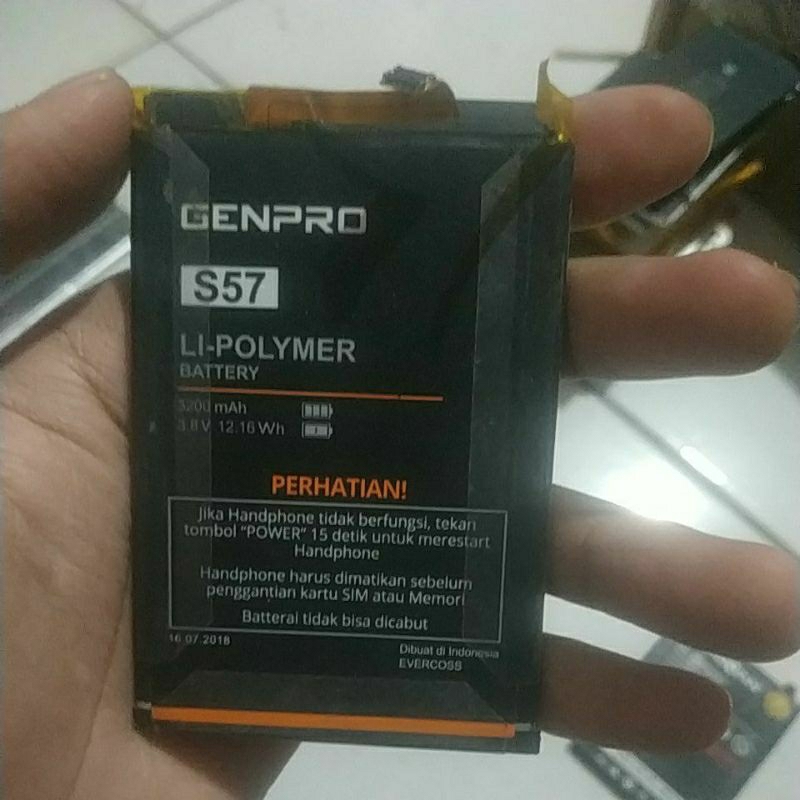 GENPRO
S57
LI-POLYMER
BATTERY
3200 mAh
3.8 V 12.16 Wh
PERHATIAN!
Jika Handphone tidak berfungsi, tekan
tombol "POWER" 15 detik untuk merestart
Handphone
Handphone harus dimatikan sebelum
penggantian kartu SIM atau Memori
Batterai tidak bisa dicabut
16 07 2018
Dibuat di Indonesia
EVERCOSS